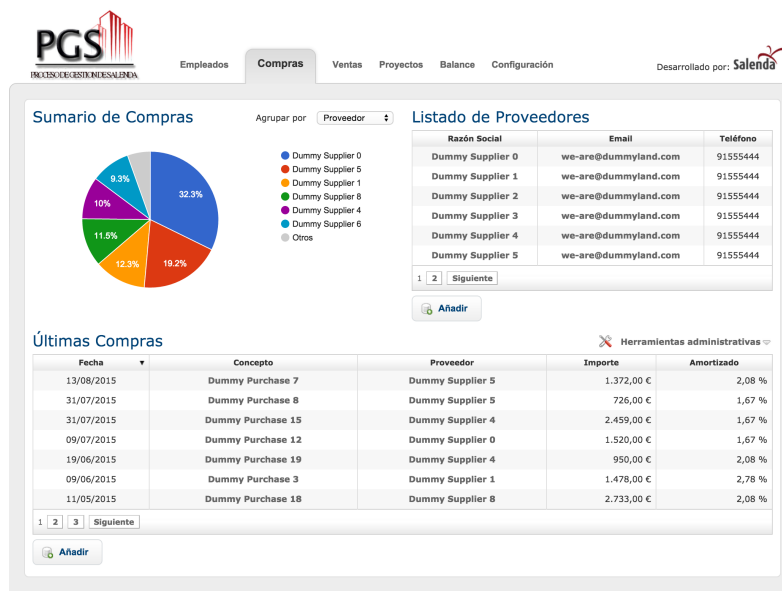 PGS
PROCESO DE GESTION DE SALENDA
Empleados Compras Ventas Proyectos Balance Configuración
Desarrollado por: Salenda
Sumario de Compras
Agrupar por Proveedor
32.3%
19.2%
12.3%
11.5%
10%
9.3%
Dummy Supplier 0
Dummy Supplier 5
Dummy Supplier 1
Dummy Supplier 8
Dummy Supplier 4
Dummy Supplier 6
Otros
Listado de Proveedores
Razón Social Email Teléfono
Dummy Supplier 0 we-are@dummyland.com 91555444
Dummy Supplier 1 we-are@dummyland.com 91555444
Dummy Supplier 2 we-are@dummyland.com 91555444
Dummy Supplier 3 we-are@dummyland.com 91555444
Dummy Supplier 4 we-are@dummyland.com 91555444
Dummy Supplier 5 we-are@dummyland.com 91555444
1 2 Siguiente
Añadir
Últimas Compras
Herramientas administrativas
Fecha Concepto Proveedor Importe Amortizado
13/08/2015 Dummy Purchase 7 Dummy Supplier 5 1.372,00 € 2,08 %
31/07/2015 Dummy Purchase 8 Dummy Supplier 5 726,00 € 1,67 %
31/07/2015 Dummy Purchase 15 Dummy Supplier 4 2.459,00 € 1,67 %
09/07/2015 Dummy Purchase 12 Dummy Supplier 0 1.520,00 € 1,67 %
19/06/2015 Dummy Purchase 19 Dummy Supplier 4 950,00 € 2,08 %
09/06/2015 Dummy Purchase 3 Dummy Supplier 1 1.478,00 € 2,78 %
11/05/2015 Dummy Purchase 18 Dummy Supplier 8 2.733,00 € 2,08 %
1 2 3 Siguiente
Añadir